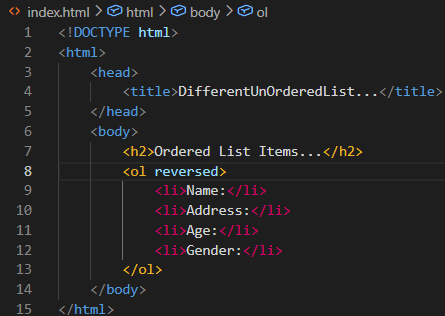 index.html > html > body > ol
1 <!DOCTYPE html>
2 <html>
3 <head>
4 <title>DifferentUnOrderedList...</title>
5 </head>
6 <body>
7 <h2>Ordered List Items...</h2>
8 <ol reversed>
9 <li>Name:</li>
10 <li>Address:</li>
11 <li>Age:</li>
12 <li>Gender:</li>
13 </ol>
14 </body>
15 </html>